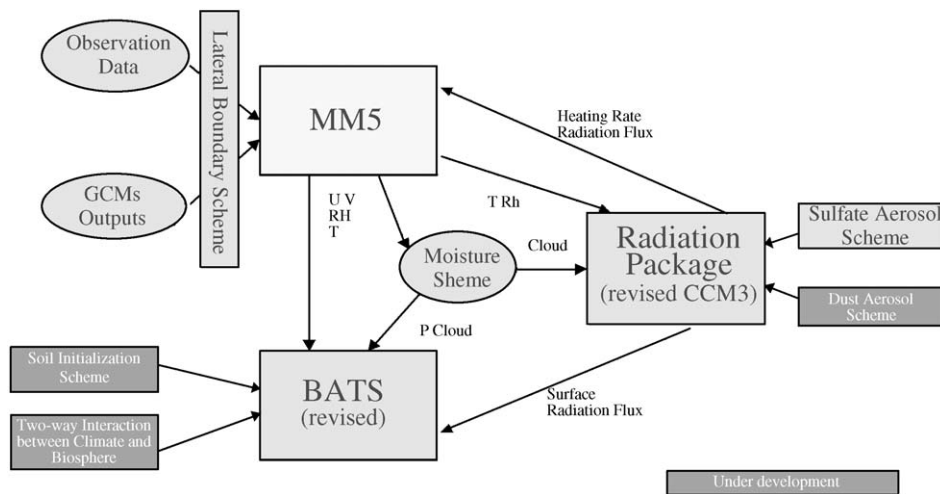 Observation
Data
Lateral Boundary Scheme
MM5
Heating Rate
Radiation Flux
GCMs
Outputs
U V
RH
T
T Rh
Cloud
Moisture
Sheme
Radiation
Package
(revised CCM3)
Sulfate Aerosol
Scheme
Dust Aerosol
Scheme
P Cloud
Soil Initialization
Scheme
BATS
(revised)
Surface
Radiation Flux
Two-way Interaction
between Climate and
Biosphere
Under development